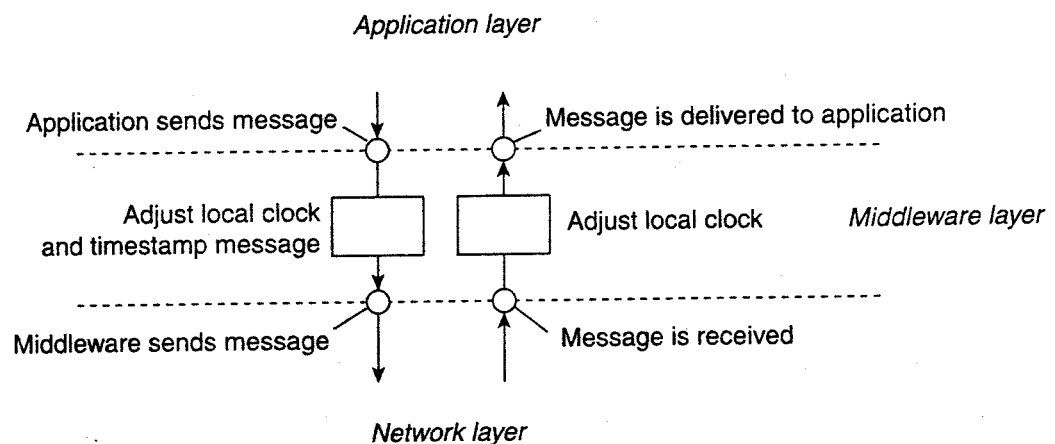 Application layer
Application sends message
Message is delivered to application
Adjust local clock
and timestamp message
Adjust local clock
Middleware layer
Middleware sends message
Message is received
Network layer